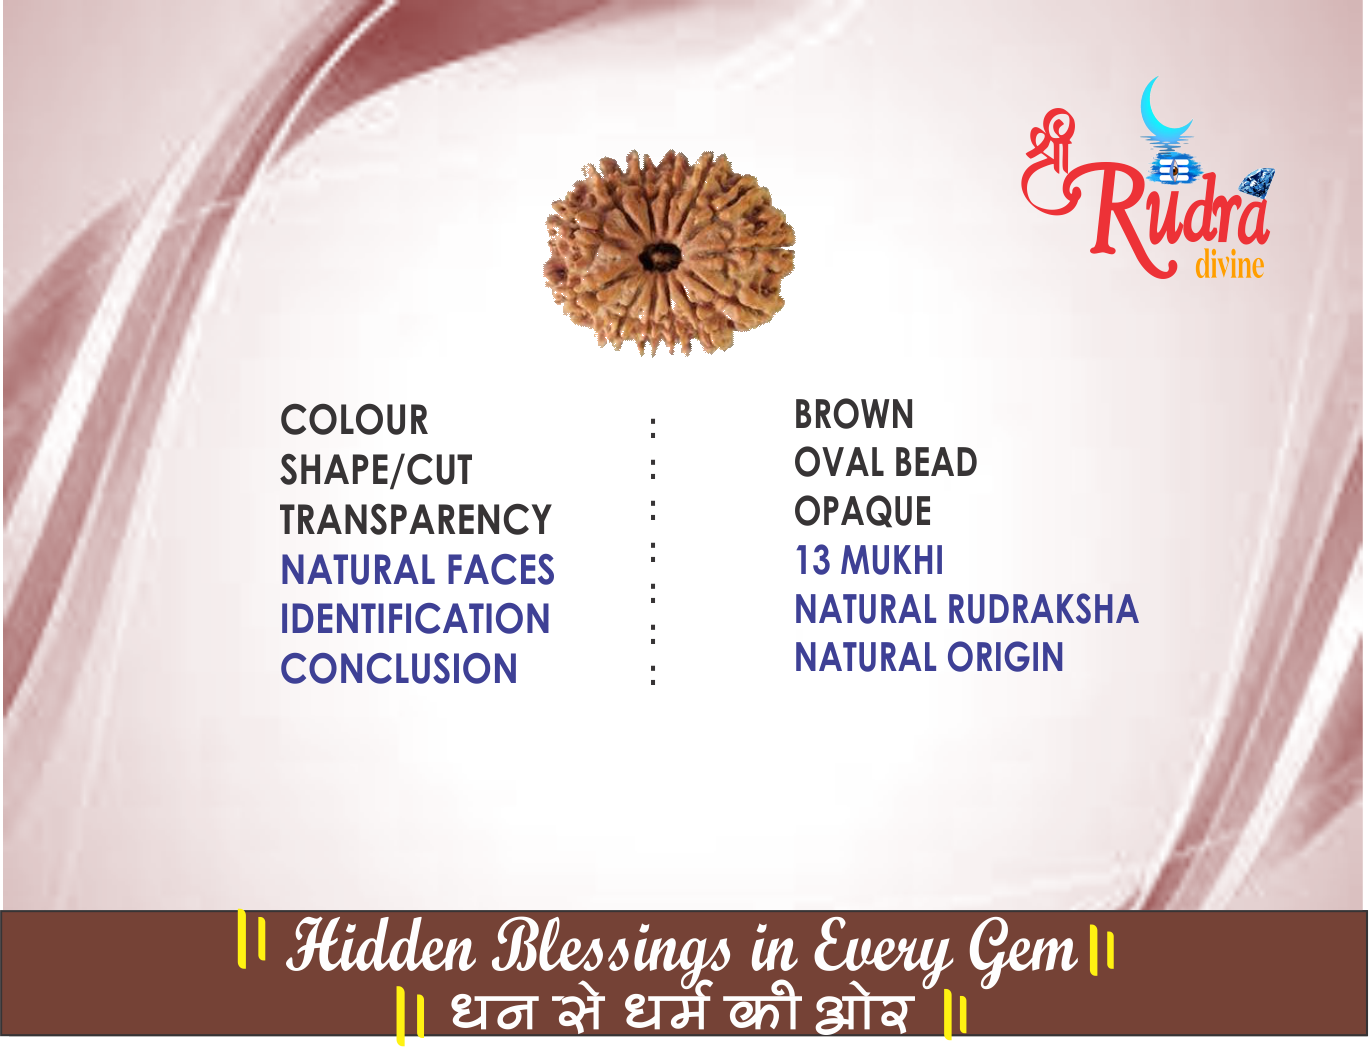 श्री
Rudra
divine
COLOUR : BROWN
SHAPE/CUT : OVAL BEAD
TRANSPARENCY : OPAQUE
NATURAL FACES : 13 MUKHI
IDENTIFICATION : NATURAL RUDRAKSHA
CONCLUSION : NATURAL ORIGIN
:
|| Hidden Blessings in Every Gem ||
|| धन से धर्म की ओर ||